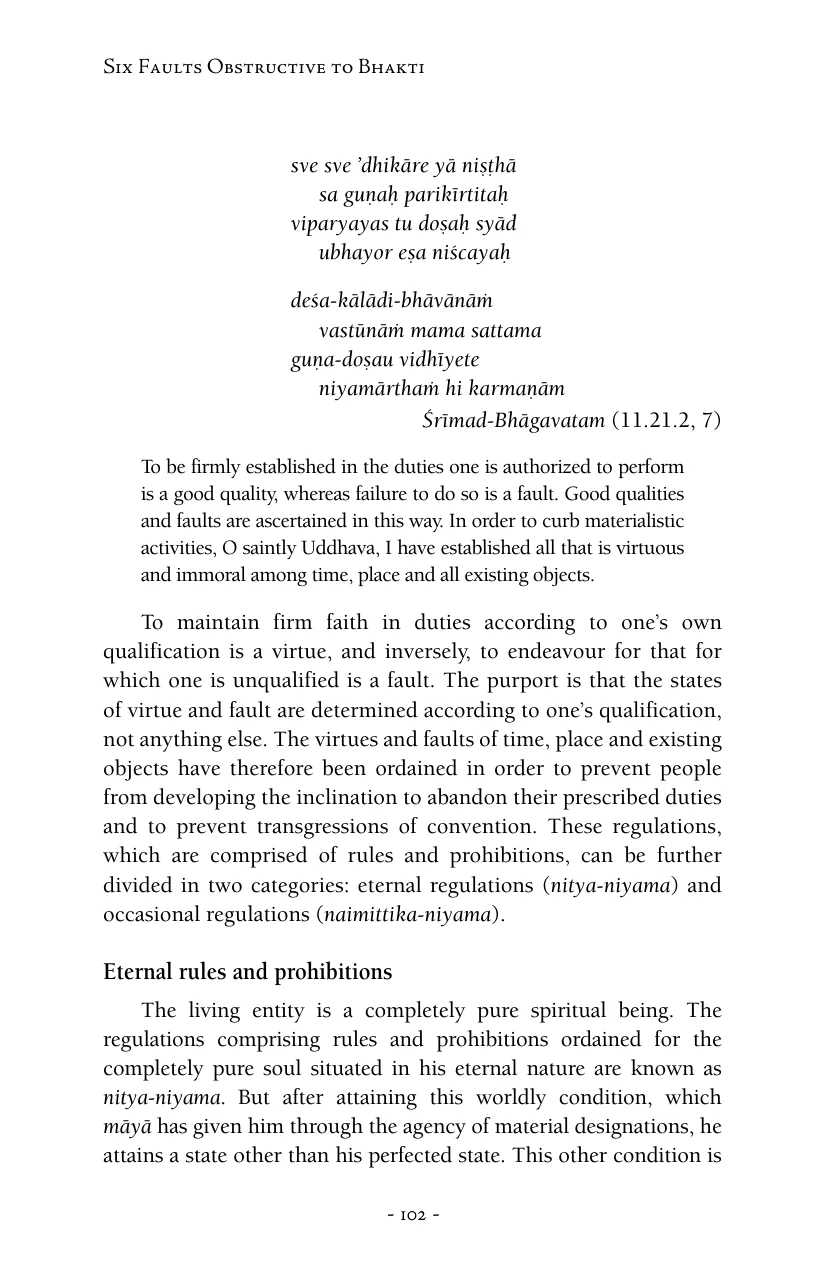 Six Faults Obstructive to Bhakti
sve sve ’dhikāre yā niṣṭhā
sa guṇaḥ parikīrtitaḥ
viparyayas tu doṣaḥ syād
ubhayor eṣa niścayaḥ
deśa-kālādi-bhāvānāṁ
vastūnāṁ mama sattama
guṇa-doṣau vidhīyete
niyamārthaṁ hi karmaṇām
Śrīmad-Bhāgavatam (11.21.2, 7)
To be firmly established in the duties one is authorized to perform
is a good quality, whereas failure to do so is a fault. Good qualities
and faults are ascertained in this way. In order to curb materialistic
activities, O saintly Uddhava, I have established all that is virtuous
and immoral among time, place and all existing objects.
To maintain firm faith in duties according to one’s own
qualification is a virtue, and inversely, to endeavour for that for
which one is unqualified is a fault. The purport is that the states
of virtue and fault are determined according to one’s qualification,
not anything else. The virtues and faults of time, place and existing
objects have therefore been ordained in order to prevent people
from developing the inclination to abandon their prescribed duties
and to prevent transgressions of convention. These regulations,
which are comprised of rules and prohibitions, can be further
divided in two categories: eternal regulations (nitya-niyama) and
occasional regulations (naimittika-niyama).
Eternal rules and prohibitions
The living entity is a completely pure spiritual being. The
regulations comprising rules and prohibitions ordained for the
completely pure soul situated in his eternal nature are known as
nitya-niyama. But after attaining this worldly condition, which
māyā has given him through the agency of material designations, he
attains a state other than his perfected state. This other condition is
- 102 -